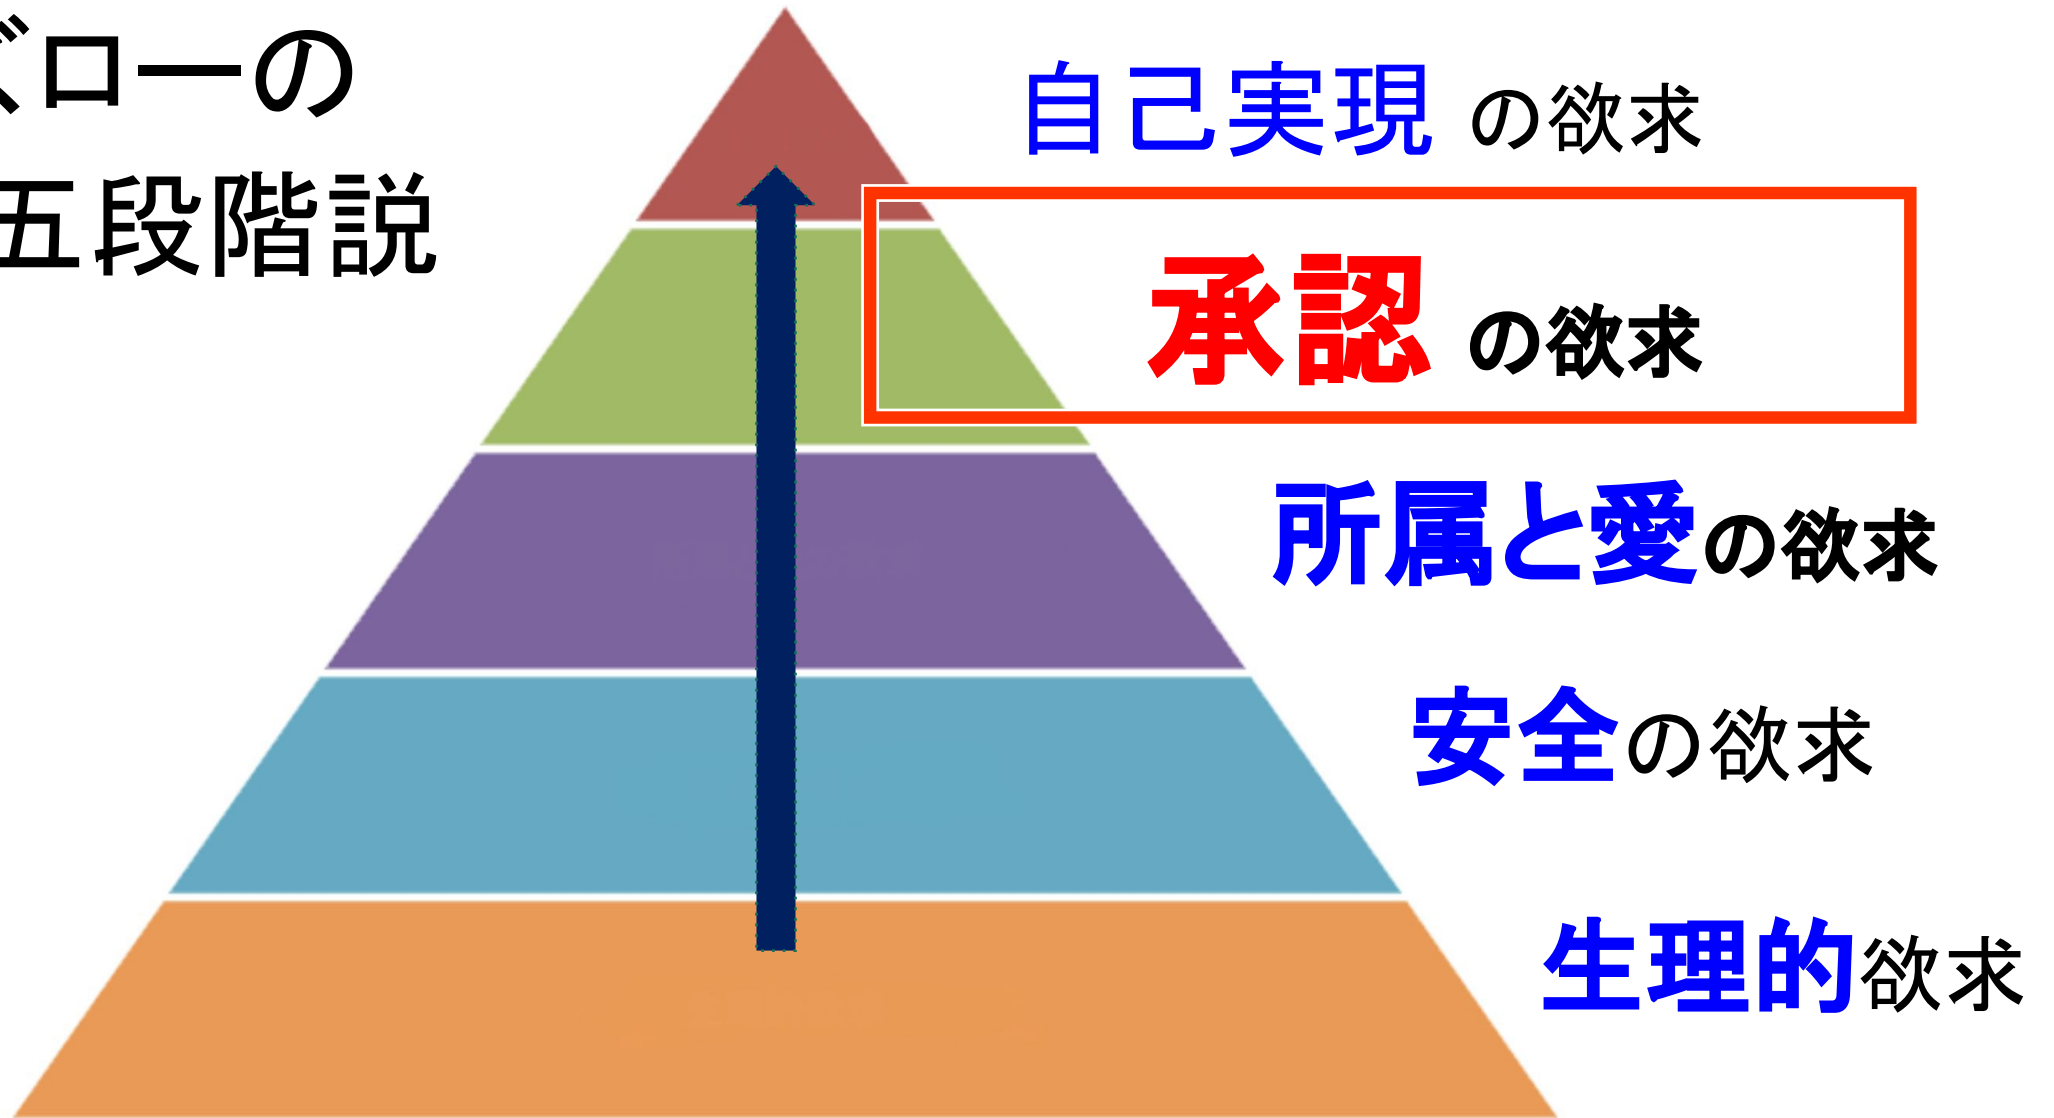 ズローの
五段階説
自己実現 の欲求
承認 の欲求
所属と愛の欲求
安全の欲求
生理的欲求